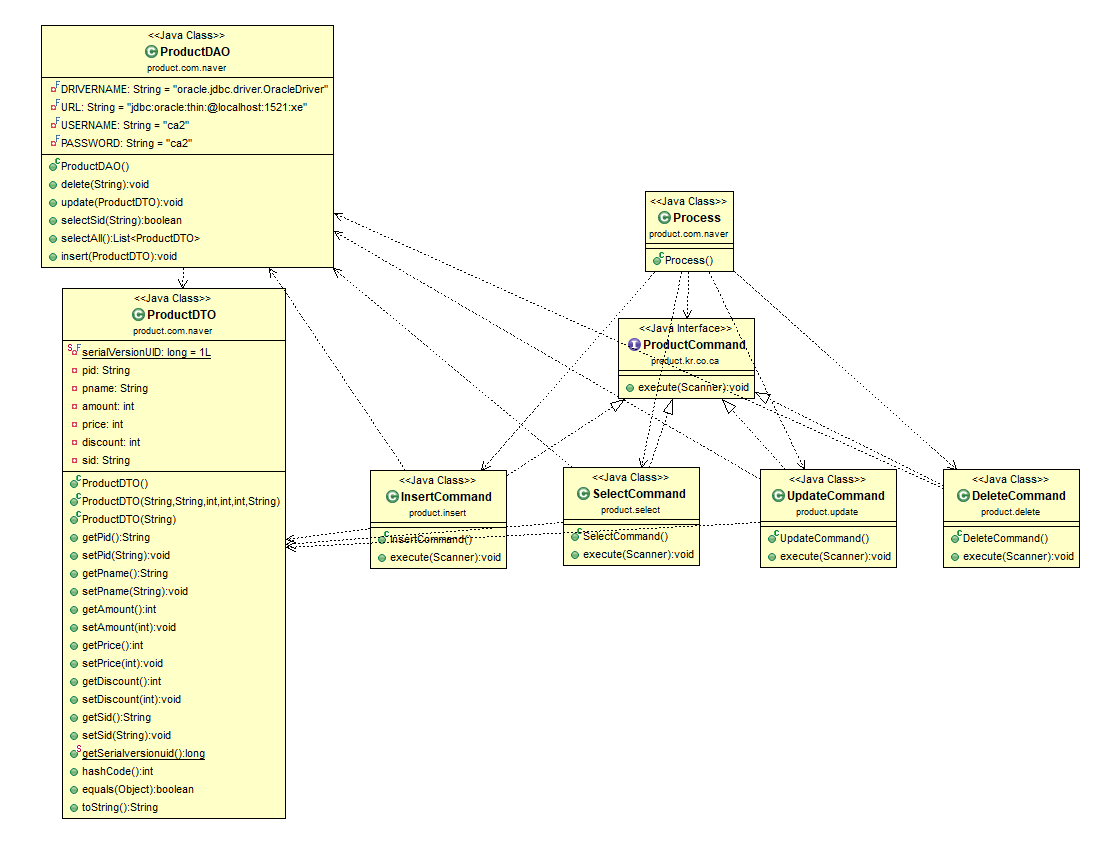 <<Java Class>>
ProductDAO
product.com.naver
DRIVERNAME: String = "oracle.jdbc.driver.OracleDriver"
URL: String = "jdbc:oracle:thin:@localhost:1521:xe"
USERNAME: String = "ca2"
PASSWORD: String = "ca2"
ProductDAO()
delete(String):void
update(ProductDTO):void
selectSid(String):boolean
selectAll():List<ProductDTO>
insert(ProductDTO):void
<<Java Class>>
ProductDTO
product.com.naver
serialVersionUID: long = 1L
pid: String
pname: String
amount: int
price: int
discount: int
sid: String
ProductDTO()
ProductDTO(String,String,int,int,int,String)
ProductDTO(String)
getPid():String
setPid(String):void
getPname():String
setPname(String):void
getAmount():int
setAmount(int):void
getPrice():int
setPrice(int):void
getDiscount():int
setDiscount(int):void
getSid():String
setSid(String):void
getSerialversionuid():long
hashCode():int
equals(Object):boolean
toString():String
<<Java Class>>
Process
product.com.naver
Process()
<<Java Interface>>
ProductCommand
product.kr.co.ca
execute(Scanner):void
<<Java Class>>
InsertCommand
product.insert
InsertCommand()
execute(Scanner):void
<<Java Class>>
SelectCommand
product.select
SelectCommand()
execute(Scanner):void
<<Java Class>>
UpdateCommand
product.update
UpdateCommand()
execute(Scanner):void
<<Java Class>>
DeleteCommand
product.delete
DeleteCommand()
execute(Scanner):void